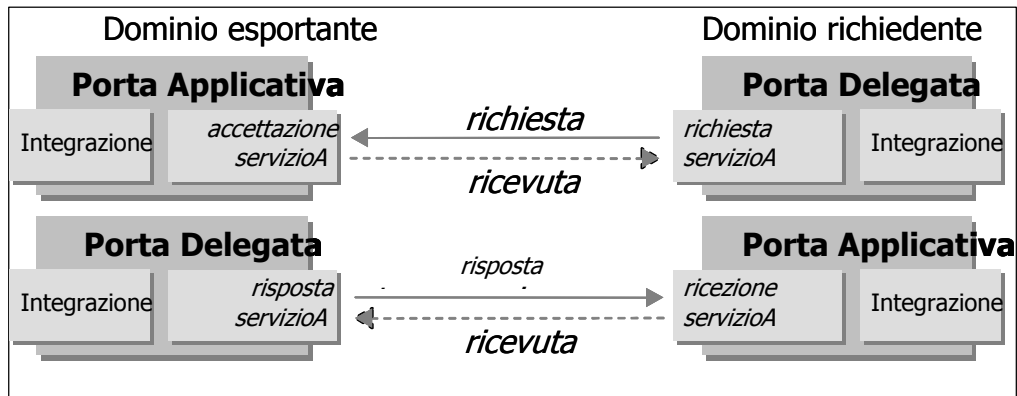 Dominio esportante
Dominio richiedente
Porta Applicativa
Porta Delegata
Integrazione
accettazione
servizioA
richiesta
ricevuta
richiesta
servizioA
Integrazione
Porta Delegata
Porta Applicativa
Integrazione
risposta
servizioA
risposta
ricevuta
ricezione
servizioA
Integrazione